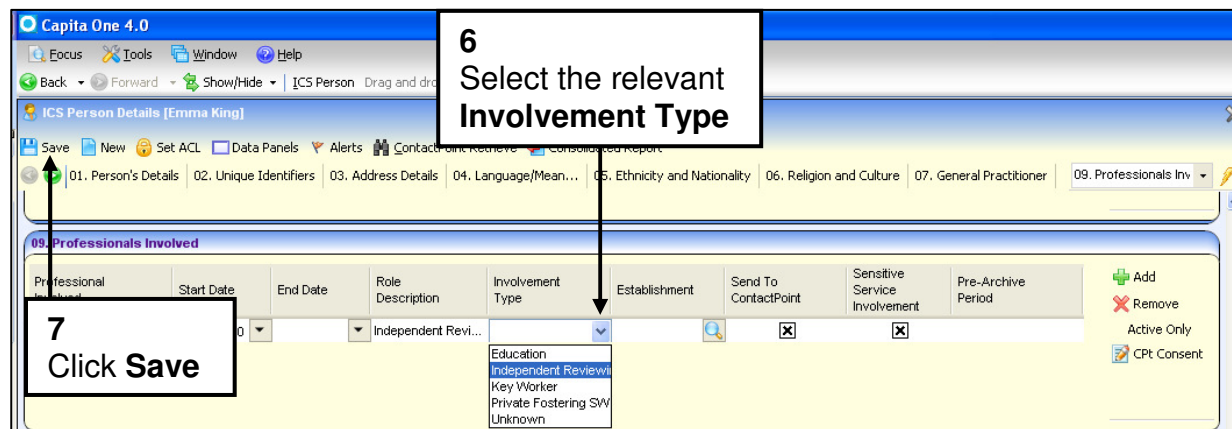 Capita One 4.0
Focus Tools Window Help
Back Forward Show/Hide ICS Person Drag and
ICS Person Details [Emma King]
Save New Set ACL Data Panels Alerts ContactPoint Retrieve Consolidated Report
01. Person's Details 02. Unique Identifiers 03. Address Details 04. Language/Mean... 05. Ethnicity and Nationality 06. Religion and Culture 07. General Practitioner 09. Professionals Inv
6
Select the relevant
Involvement Type
09. Professionals Involved
Professional Involved Start Date End Date Role Description Involvement Type Establishment Send To ContactPoint Sensitive Service Involvement Pre-Archive Period
0 Independent Revi...
Education
Independent Reviewi
Key Worker
Private Fostering SW
Unknown
Add
Remove
Active Only
CPt Consent
7
Click Save